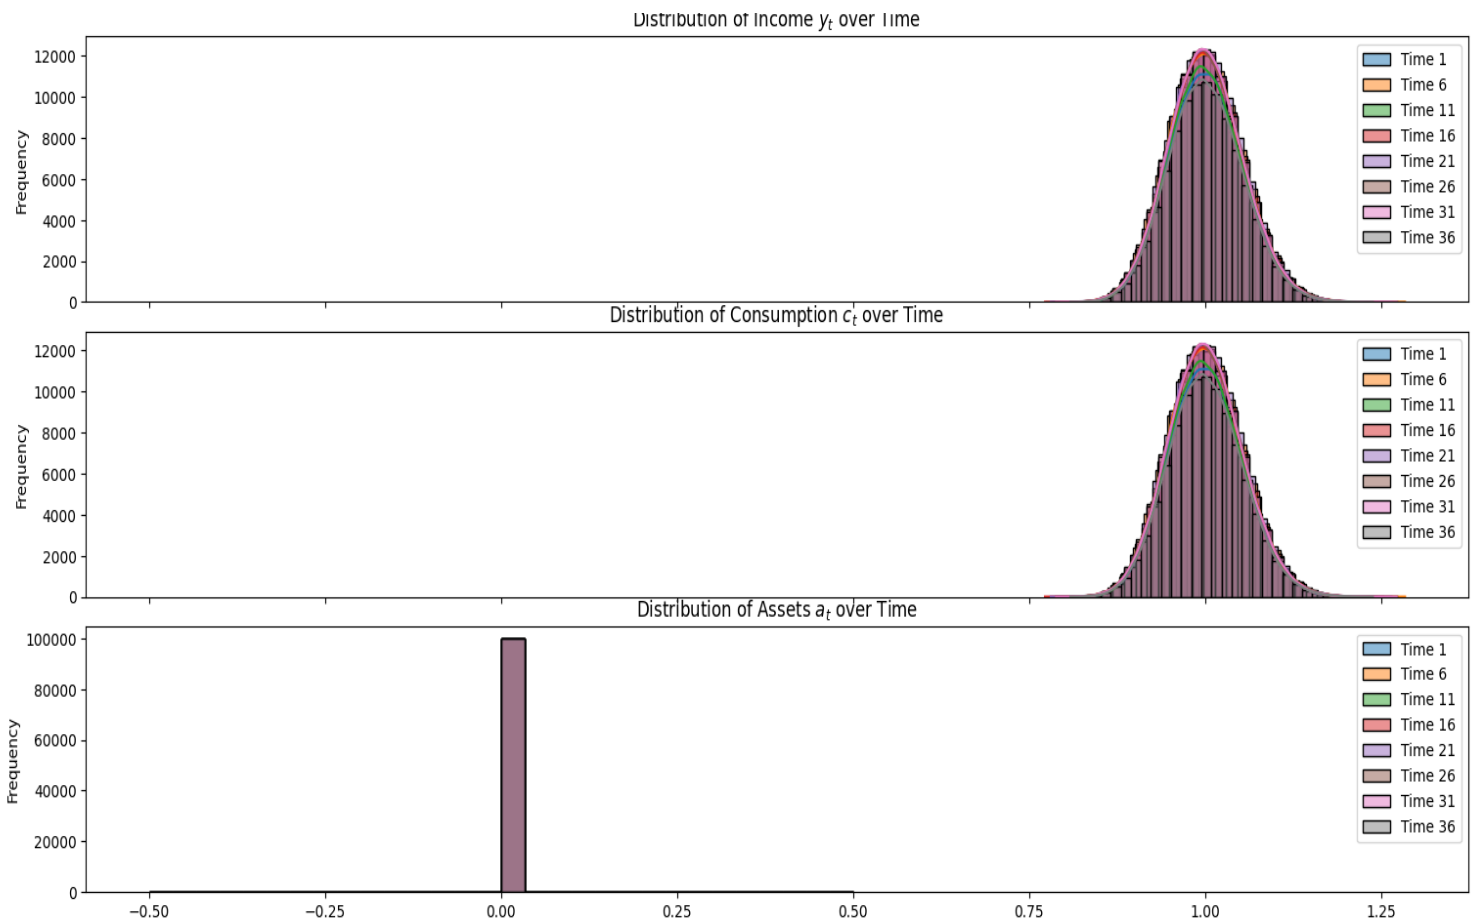 Distribution of Income y_t over Time
12000
10000
8000
6000
4000
2000
0
Frequency
Time 1
Time 6
Time 11
Time 16
Time 21
Time 26
Time 31
Time 36
Distribution of Consumption c_t over Time
12000
10000
8000
6000
4000
2000
0
Frequency
Time 1
Time 6
Time 11
Time 16
Time 21
Time 26
Time 31
Time 36
Distribution of Assets a_t over Time
100000
80000
60000
40000
20000
0
Frequency
Time 1
Time 6
Time 11
Time 16
Time 21
Time 26
Time 31
Time 36
−0.50 −0.25 0.00 0.25 0.50 0.75 1.00 1.25